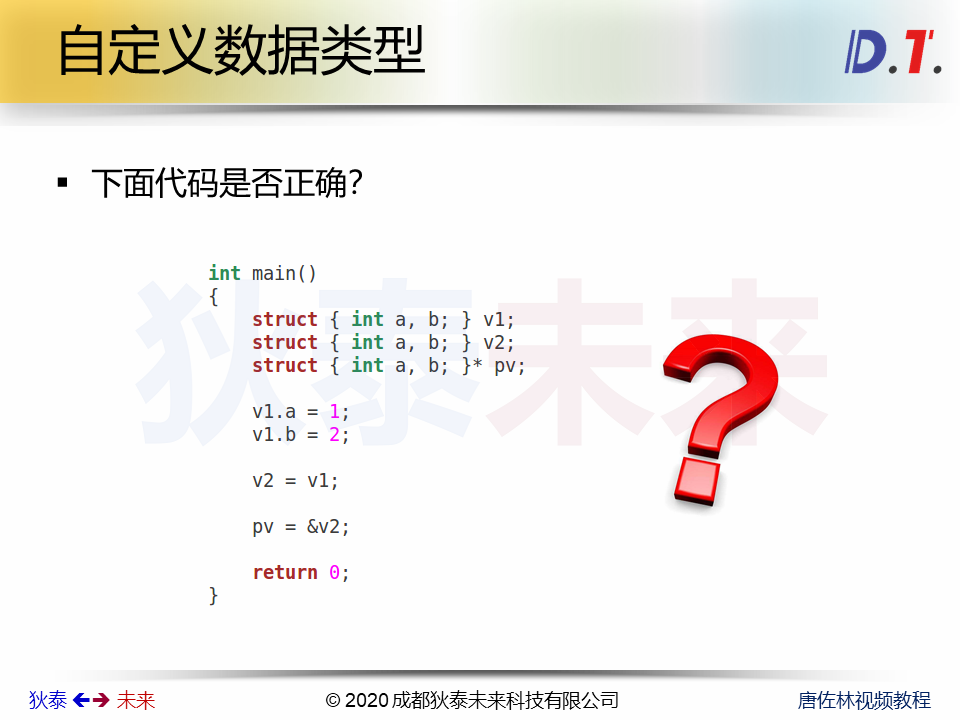 自定义数据类型
D.T.
▪ 下面代码是否正确？
狄泰未来
int main()
{
    struct { int a, b; } v1;
    struct { int a, b; } v2;
    struct { int a, b; }* pv;
    v1.a = 1;
    v1.b = 2;
    v2 = v1;
    pv = &v2;
    return 0;
}
狄泰 ←→ 未来
© 2020 成都狄泰未来科技有限公司
唐佐林视频教程